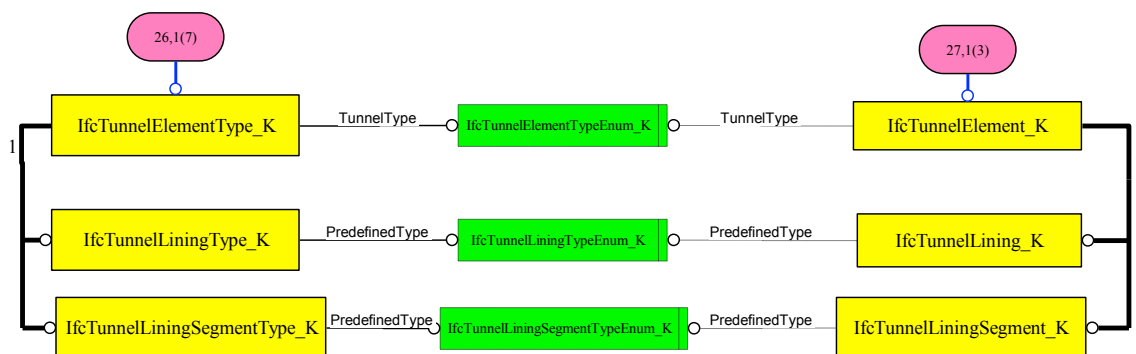 26,1(7)
27,1(3)
IfcTunnelElementType_K
TunnelType
IfcTunnelElementTypeEnum_K
TunnelType
IfcTunnelElement_K
1
IfcTunnelLiningType_K
PredefinedType
IfcTunnelLiningTypeEnum_K
PredefinedType
IfcTunnelLining_K
IfcTunnelLiningSegmentType_K
PredefinedType
IfcTunnelLiningSegmentTypeEnum_K
PredefinedType
IfcTunnelLiningSegment_K